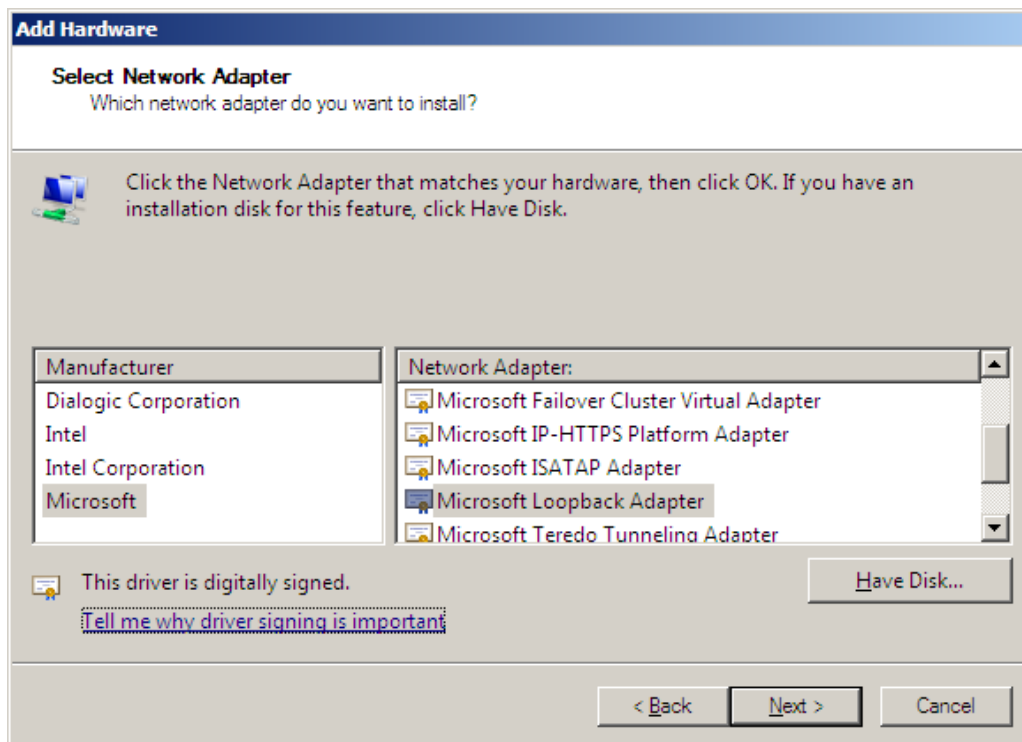 Add Hardware
Select Network Adapter
Which network adapter do you want to install?
Click the Network Adapter that matches your hardware, then click OK. If you have an
installation disk for this feature, click Have Disk.
Manufacturer
Dialogic Corporation
Intel
Intel Corporation
Microsoft
Network Adapter:
Microsoft Failover Cluster Virtual Adapter
Microsoft IP-HTTPS Platform Adapter
Microsoft ISATAP Adapter
Microsoft Loopback Adapter
Microsoft Teredo Tunneling Adapter
This driver is digitally signed.
Tell me why driver signing is important
Have Disk...
< Back
Next >
Cancel